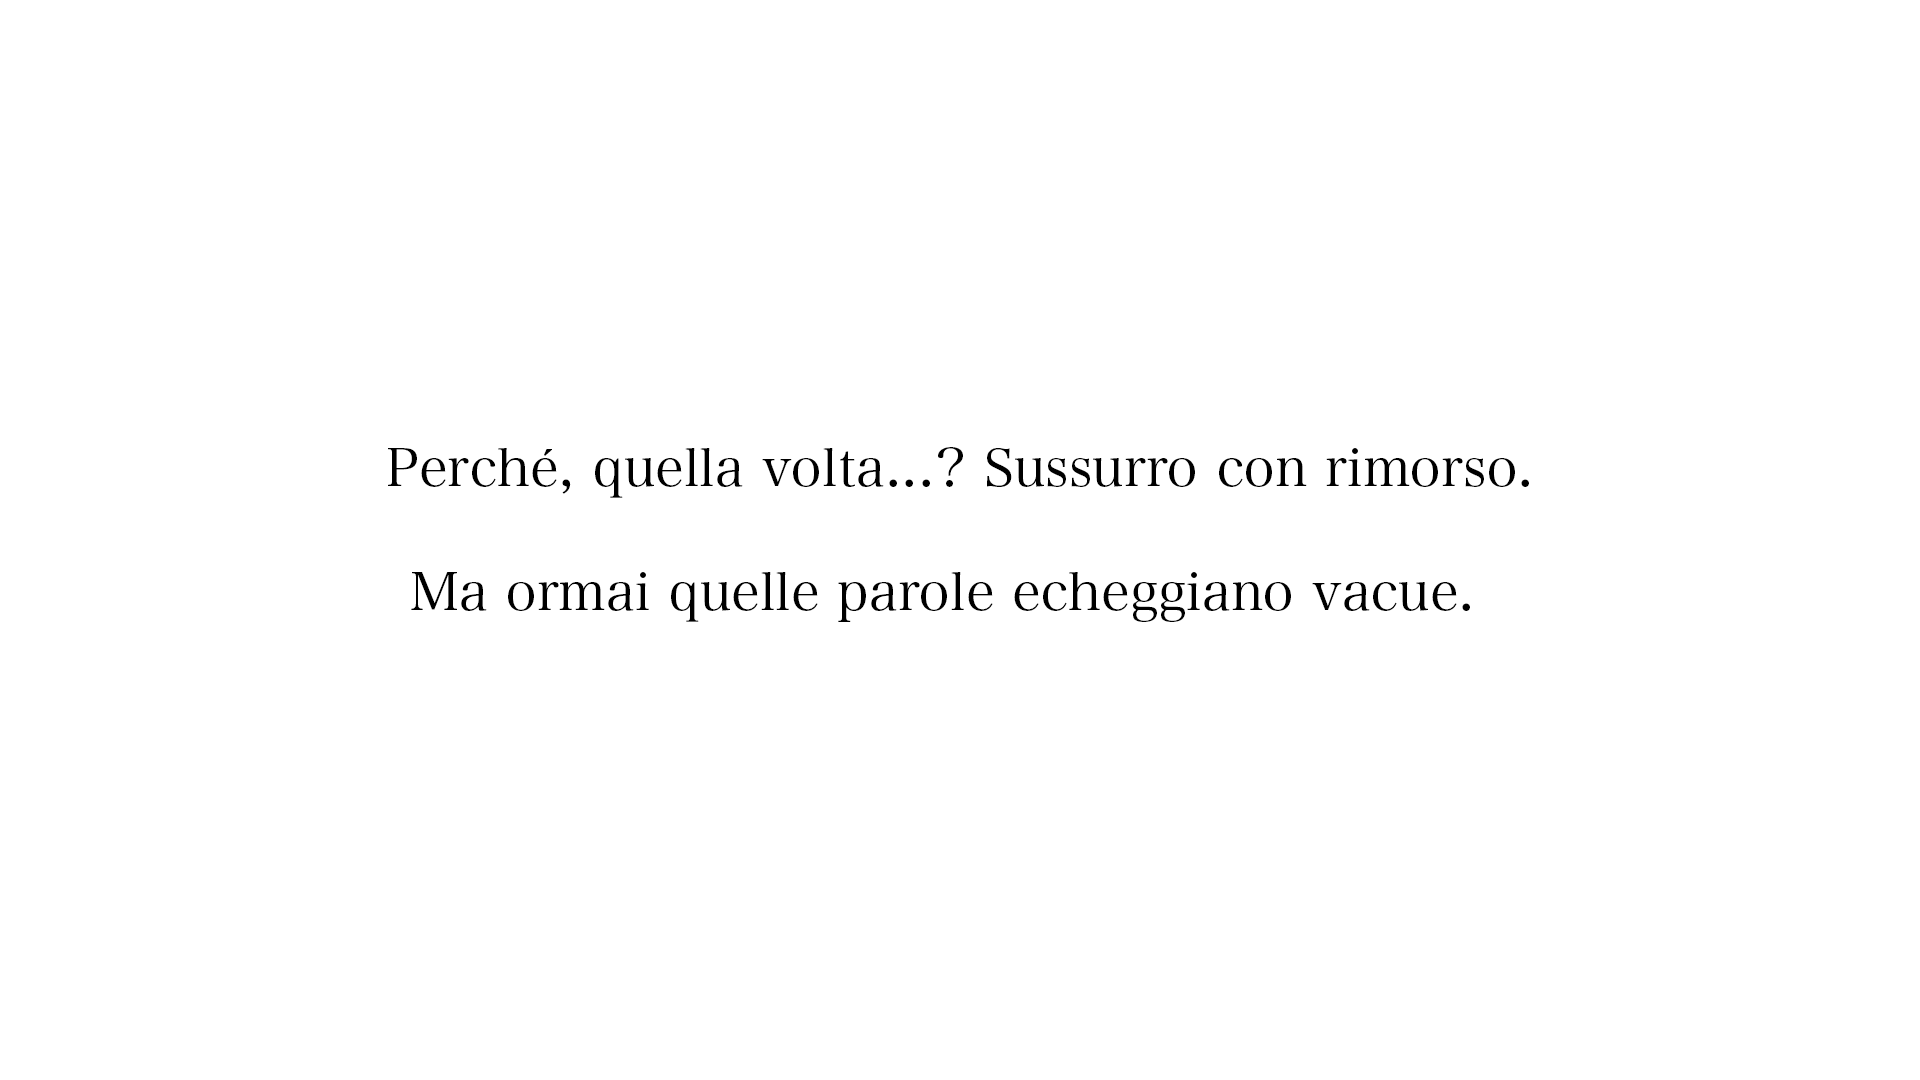 Perché, quella volta...? Sussurro con rimorso.
Ma ormai quelle parole echeggiano vacue.